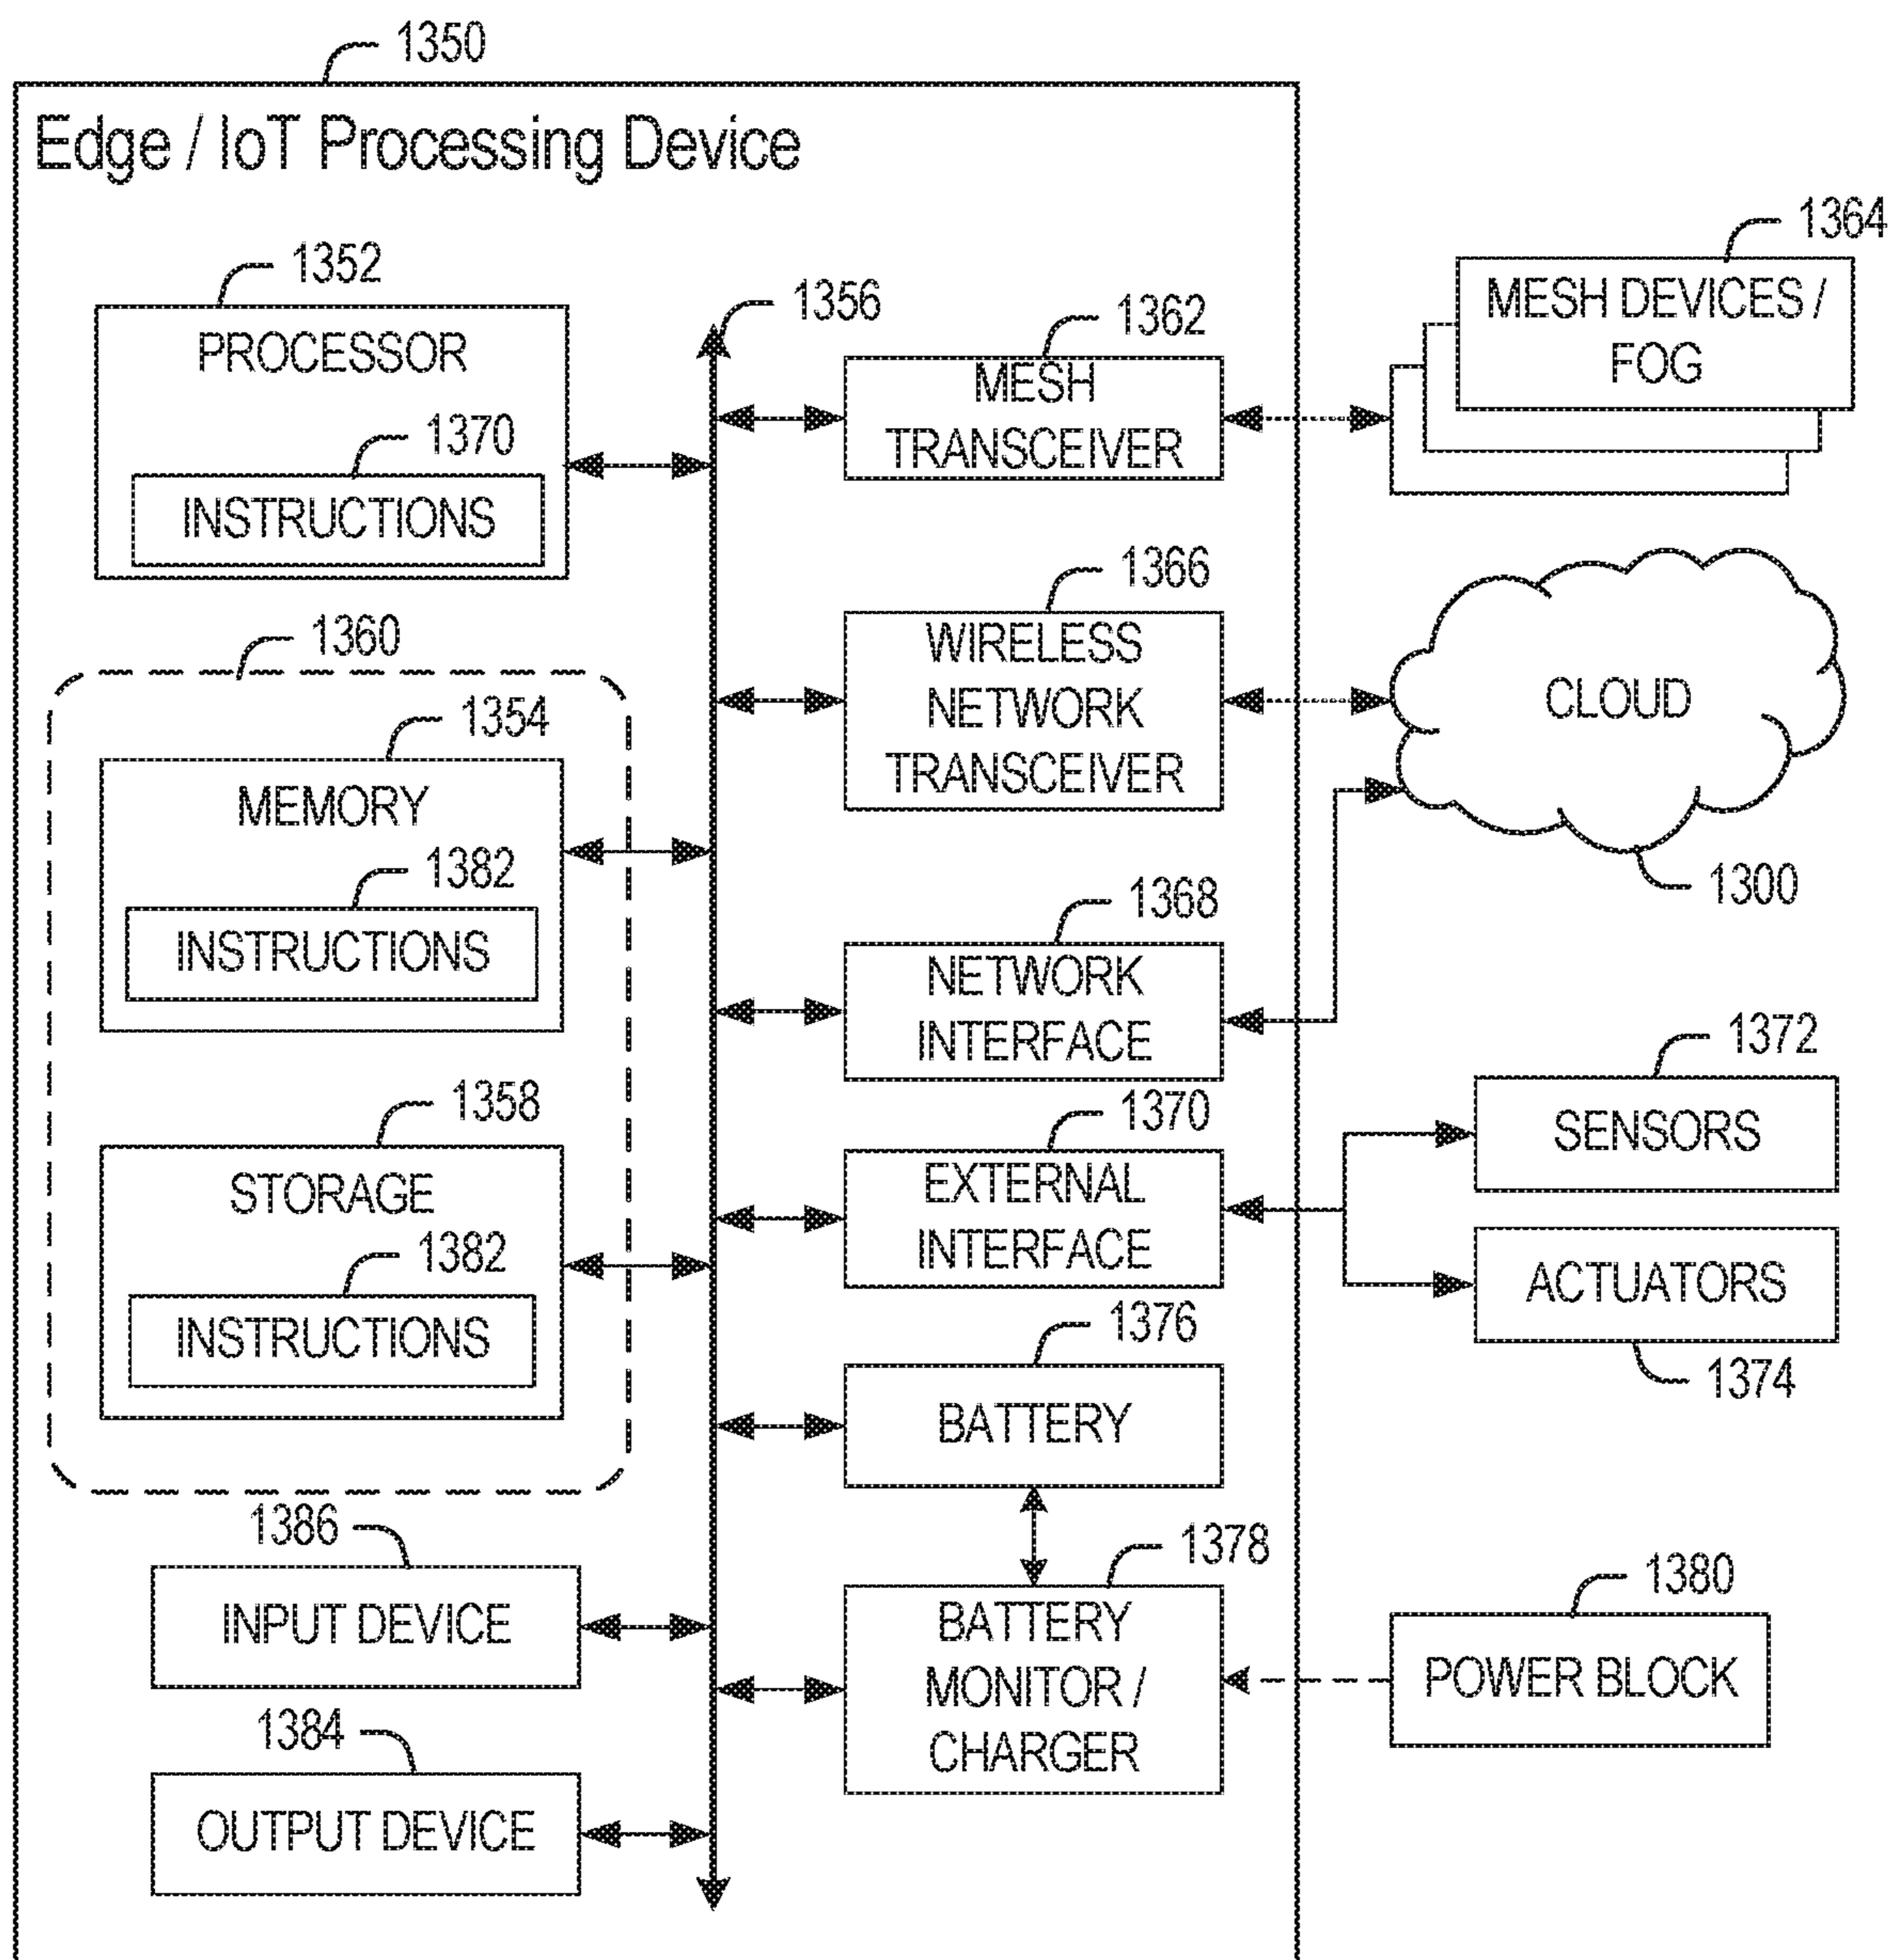 1350
Edge / IoT Processing Device
1352
PROCESSOR
1370
INSTRUCTIONS
1360
1354
MEMORY
1382
INSTRUCTIONS
1358
STORAGE
1382
INSTRUCTIONS
1386
INPUT DEVICE
1384
OUTPUT DEVICE
1356
1362
MESH
TRANSCEIVER
1366
WIRELESS
NETWORK
TRANSCEIVER
1368
NETWORK
INTERFACE
1370
EXTERNAL
INTERFACE
1376
BATTERY
1378
BATTERY
MONITOR /
CHARGER
1364
MESH DEVICES /
FOG
CLOUD
1300
1372
SENSORS
ACTUATORS
1374
1380
POWER BLOCK